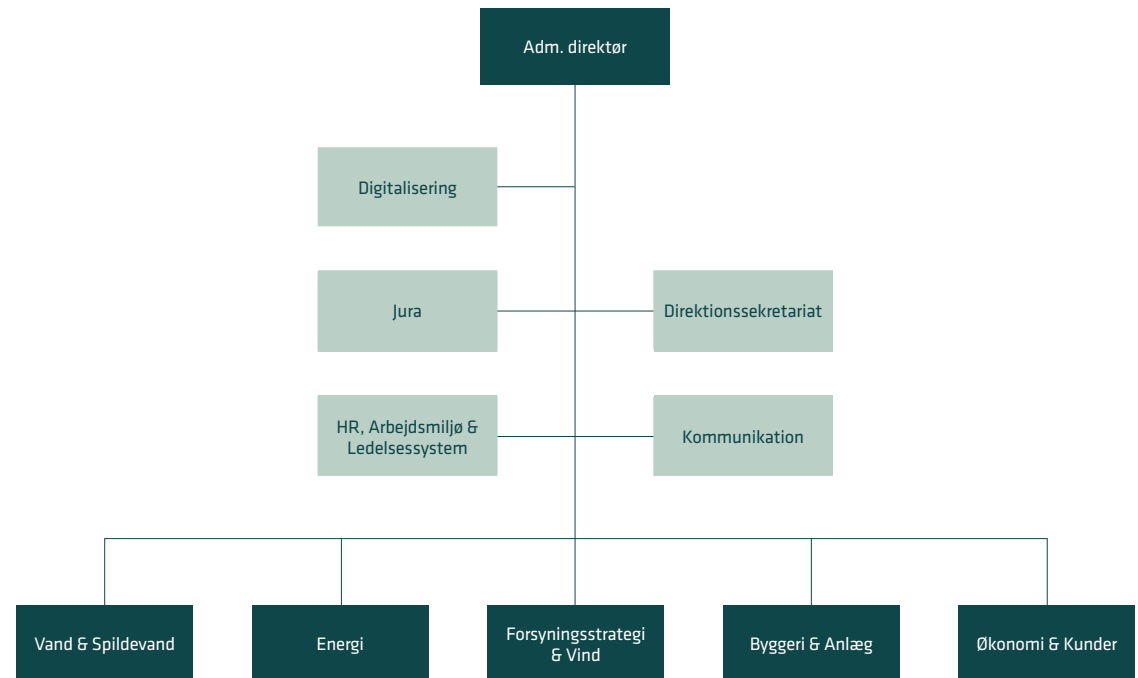 Adm. direktør
Digitalisering
Jura
Direktionssekretariat
HR, Arbejdsmiljø &
Ledelsessystem
Kommunikation
Vand & Spildevand
Energi
Forsyningsstrategi
& Vind
Byggeri & Anlæg
Økonomi & Kunder